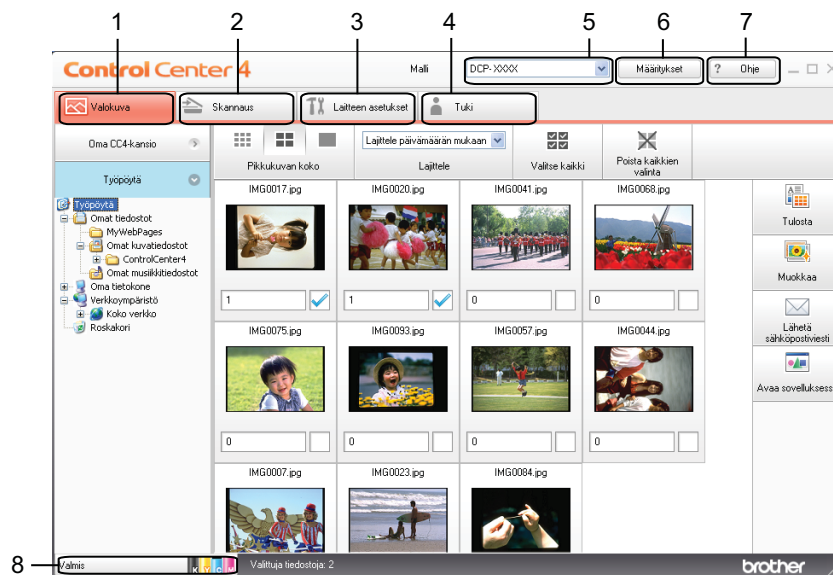 1 2 3 4 5 6 7
Control Center 4 Malli DCP-XXXX Määritykset ? Ohje
Valokuva Skannaus Laitteen asetukset Tuki
Oma CC4-kansio
Työpöytä
Pikkukuvan koko
Lajittele päivämäärän mukaan
Lajittele
Valitse kaikki
Poista kaikkien
valinta
Työpöytä
Omat tiedostot
MyWebPages
Omat kuvatiedostot
ControlCenter4
Omat musiikkitiedostot
Oma tietokone
Verkkoympäristö
Koko verkko
Roskakori
IMG0017.jpg IMG0020.jpg IMG0041.jpg IMG0068.jpg
1 1 0 0
IMG0075.jpg IMG0093.jpg IMG0057.jpg IMG0044.jpg
0 0 0 0
IMG0007.jpg IMG0023.jpg IMG0084.jpg
Tulosta
Muokkaa
Lähetä
sähköpostiviesti
Avaa sovelluksess
8 Valmis K Y C M Valittuja tiedostoja: 2 brother